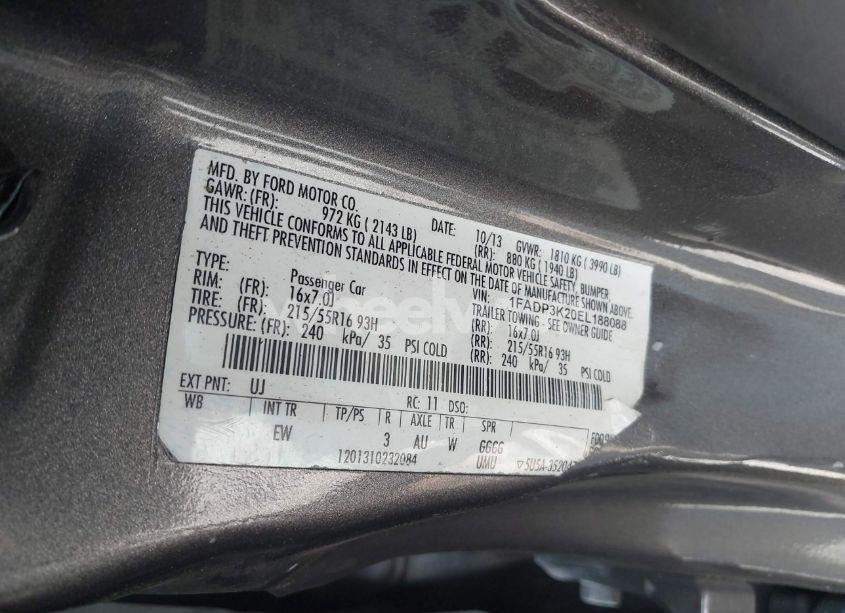 MFD. BY FORD MOTOR CO.
DATE: 10/13 GVWR: 1810 KG ( 3990 LB)
GAWR: (FR): 972 KG ( 2143 LB) (RR): 880 KG ( 1940 LB)
THIS VEHICLE CONFORMS TO ALL APPLICABLE FEDERAL MOTOR VEHICLE SAFETY, BUMPER,
AND THEFT PREVENTION STANDARDS IN EFFECT ON THE DATE OF MANUFACTURE SHOWN ABOVE.
VIN: 1FADP3K20EL188088
TYPE: Passenger Car TRAILER TOWING - SEE OWNER GUIDE
RIM: (FR): 16x7.0J (RR): 16x7.0J
TIRE: (FR): 215/55R16 93H (RR): 215/55R16 93H
PRESSURE: (FR): 240 kPa/ 35 PSI COLD (RR): 240 kPa/ 35 PSI COLD
EXT PNT: UJ RC: 11 DSO:
WB INT TR TP/PS R AXLE TR SPR
EW 3 AU W GGGG
1201310232084 UMU